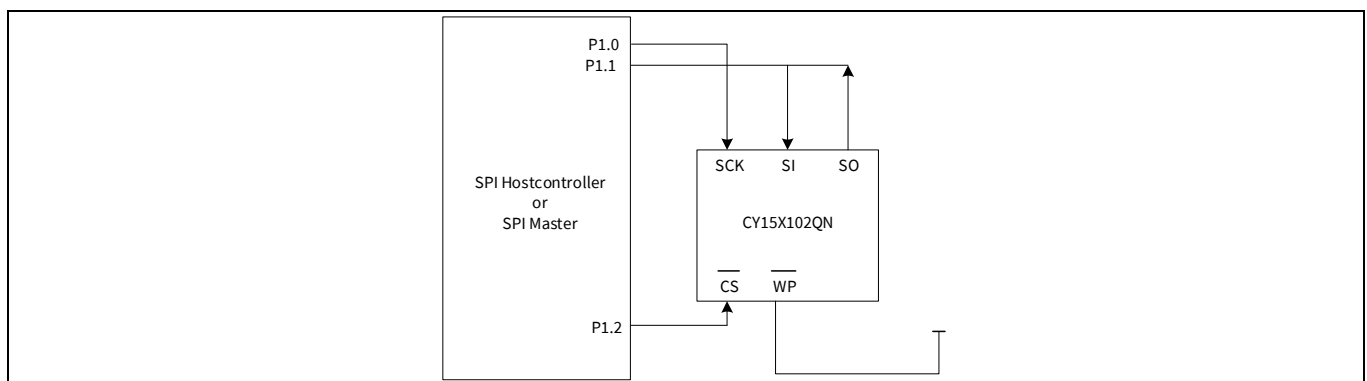 P1.0
P1.1
SCK SI SO
SPI Hostcontroller
or
SPI Master
CY15X102QN
CS WP
P1.2